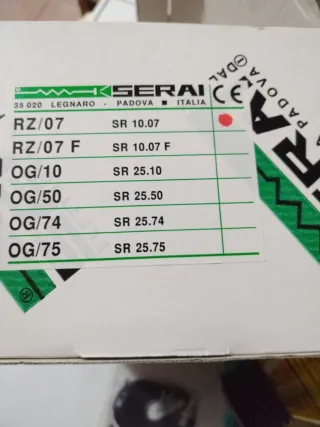 SERAI CE
35 020 LEGNARO - PADOVA ■ ITALIA
RZ/07 SR 10.07
RZ/07 F SR 10.07 F
OG/10 SR 25.10
OG/50 SR 25.50
OG/74 SR 25.74
OG/75 SR 25.75
PADOVA